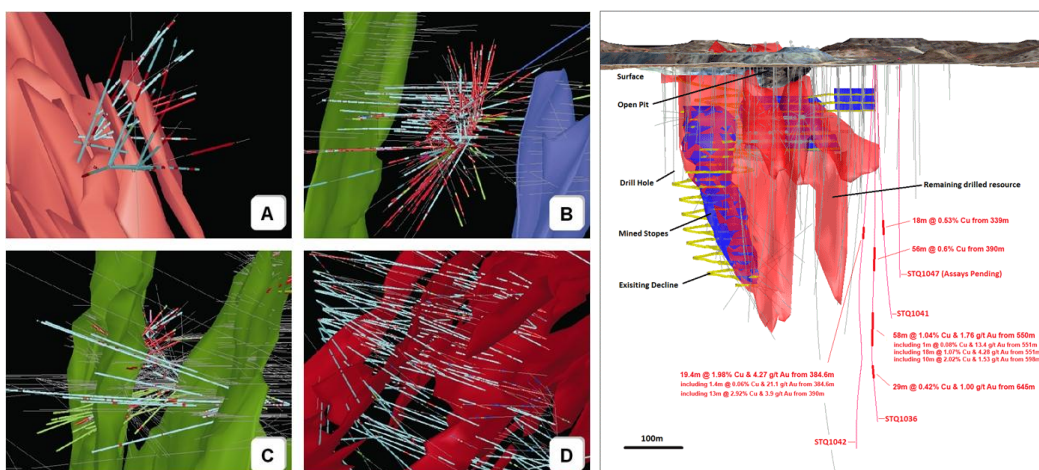 A
B
C
D
Surface
Open Pit
Drill Hole
Mined Stopes
Exisiting Decline
Remaining drilled resource
18m @ 0.53% Cu from 339m
56m @ 0.6% Cu from 390m
STQ1047 (Assays Pending)
STQ1041
58m @ 1.04% Cu & 1.76 g/t Au from 550m
including 1m @ 0.08% Cu & 13.4 g/t Au from 551m
including 18m @ 1.07% Cu & 4.28 g/t Au from 551m
including 10m @ 2.02% Cu & 1.53 g/t Au from 598m
19.4m @ 1.98% Cu & 4.27 g/t Au from 384.6m
including 1.4m @ 0.06% Cu & 21.1 g/t Au from 384.6m
including 13m @ 2.92% Cu & 3.9 g/t Au from 390m
29m @ 0.42% Cu & 1.00 g/t Au from 645m
STQ1036
STQ1042
100m